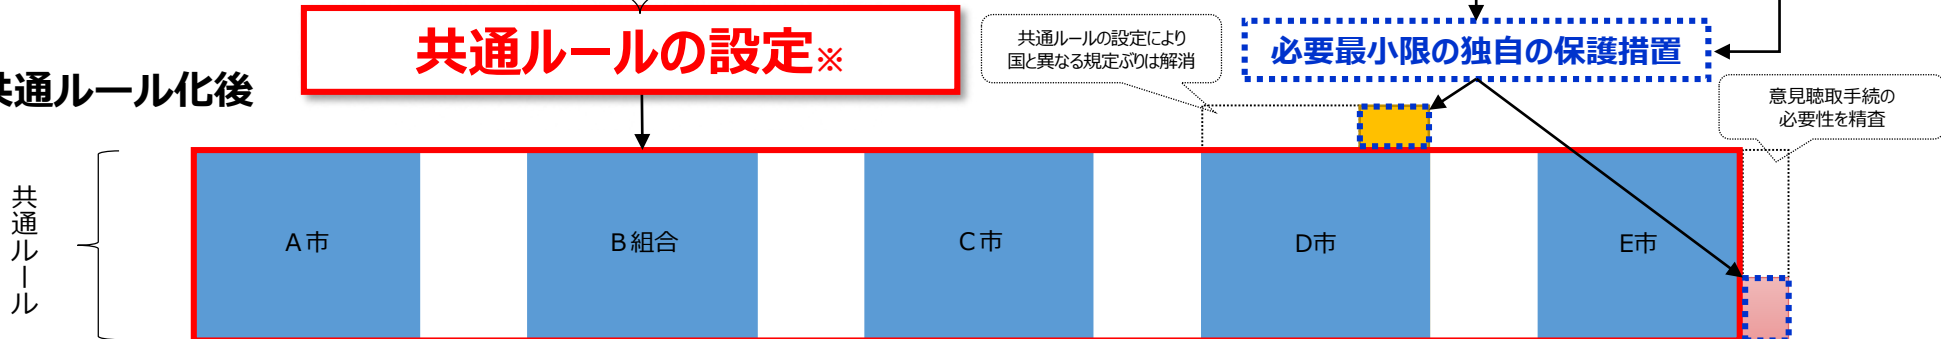 共通ルールの設定※
共通ルールの設定により
国と異なる規定ぶりは解消
必要最小限の独自の保護措置
共通ルール化後
意見聴取手続の
必要性を精査
共通ルール
A市
B組合
C市
D市
E市